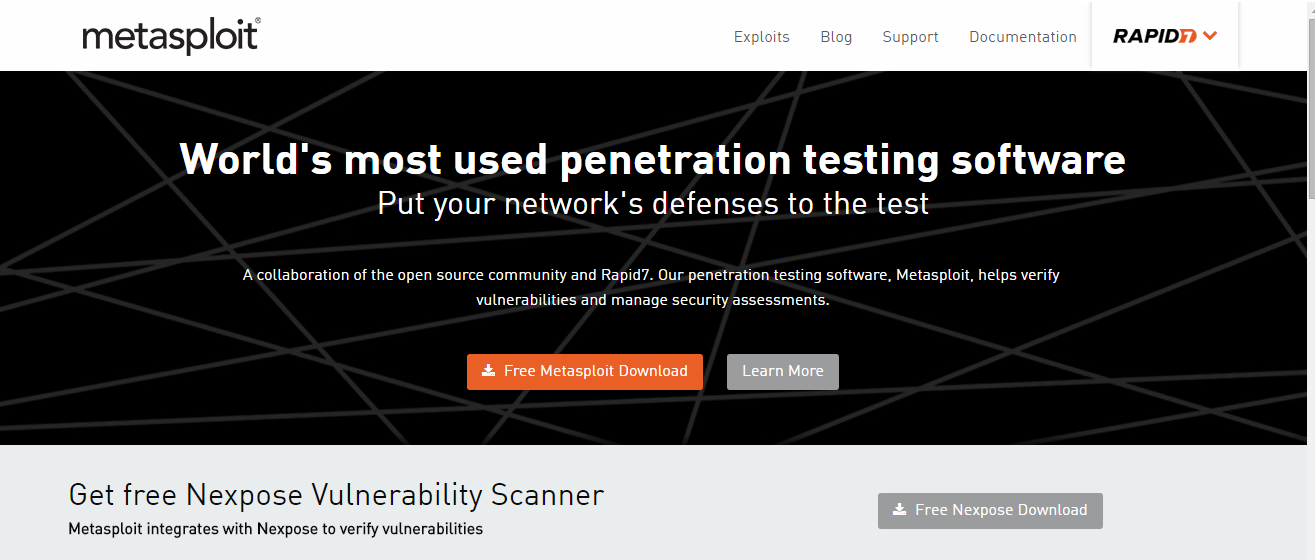 metasploit®
Exploits Blog Support Documentation RAPID7
World's most used penetration testing software
Put your network's defenses to the test
A collaboration of the open source community and Rapid7. Our penetration testing software, Metasploit, helps verify
vulnerabilities and manage security assessments.
Free Metasploit Download Learn More
Get free Nexpose Vulnerability Scanner
Metasploit integrates with Nexpose to verify vulnerabilities
Free Nexpose Download